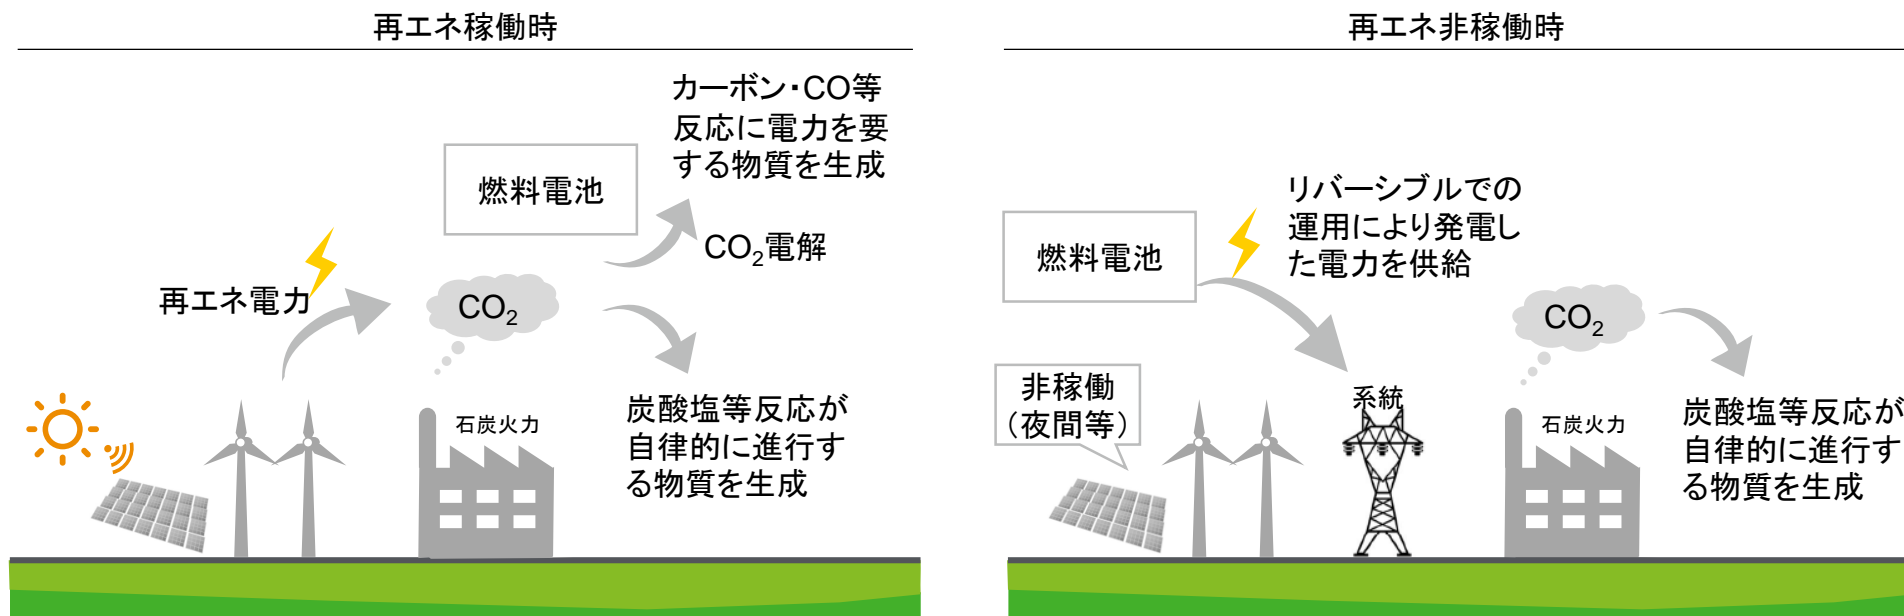 再エネ稼働時
カーボン・CO等
反応に電力を要
する物質を生成
燃料電池
CO₂電解
再エネ電力
CO₂
石炭火力
炭酸塩等反応が
自律的に進行す
る物質を生成
再エネ非稼働時
リバーシブルでの
運用により発電し
た電力を供給
燃料電池
CO₂
非稼働
（夜間等）
系統
石炭火力
炭酸塩等反応が
自律的に進行す
る物質を生成